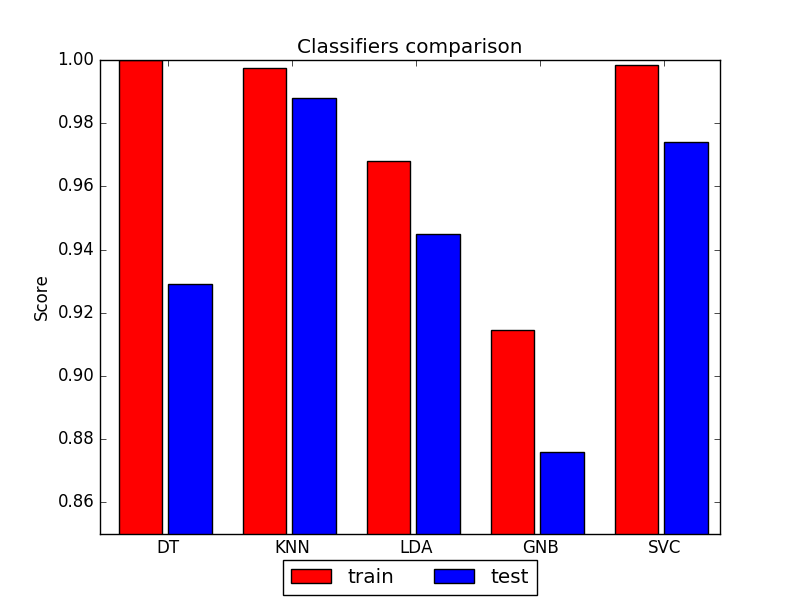 Classifiers comparison
1.00
0.98
0.96
0.94
0.92
0.90
0.88
0.86
Score
DT KNN LDA GNB SVC
train test